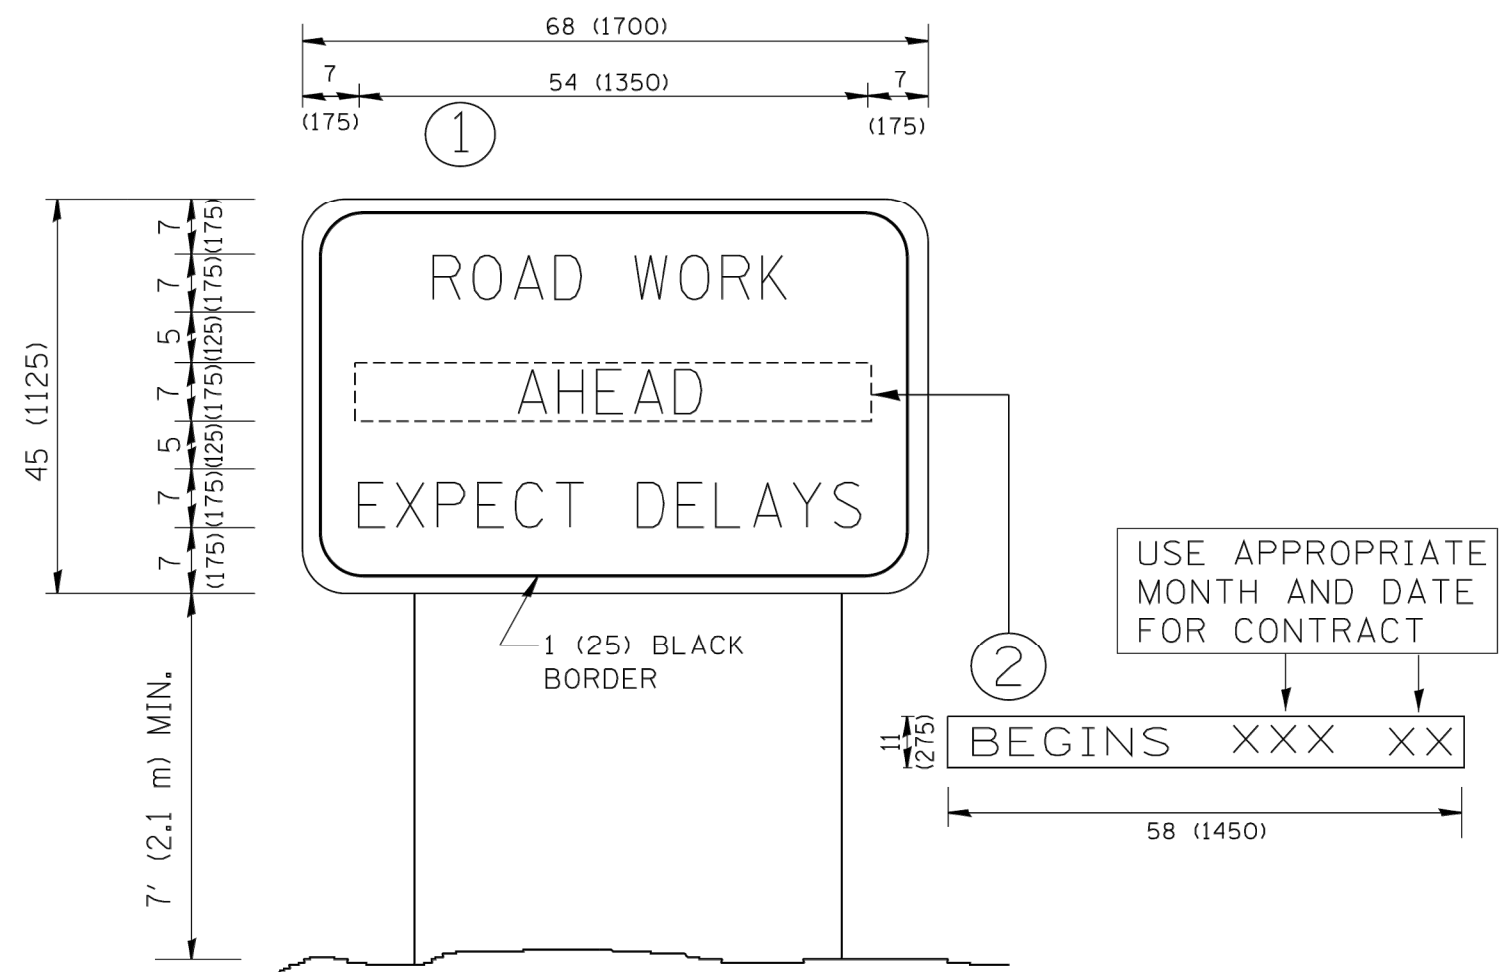 68 (1700)
7
54 (1350)
7
(175)
(175)
1
7
(175)
7
(175)
5
(125)
7
(175)
5
(125)
7
(175)
7
(175)
45 (1125)
ROAD WORK
AHEAD
EXPECT DELAYS
1 (25) BLACK
BORDER
7' (2.1 m) MIN.
2
USE APPROPRIATE
MONTH AND DATE
FOR CONTRACT
11
(275)
BEGINS XXX XX
58 (1450)